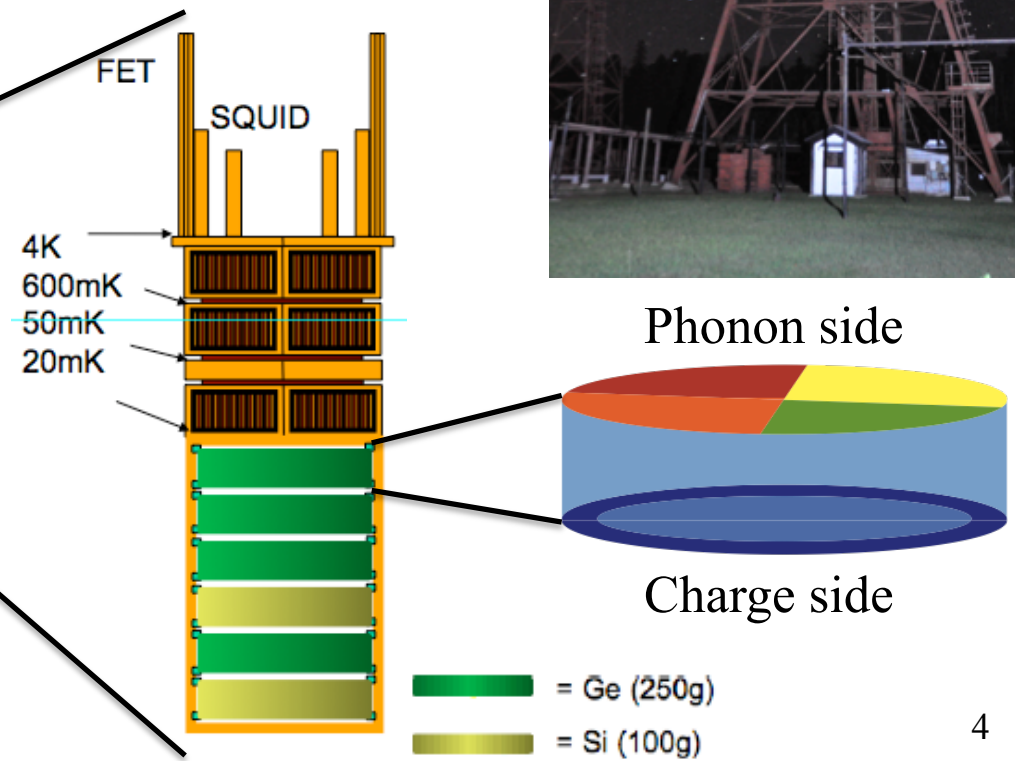 FET
SQUID
4K
600mK
50mK
20mK
Phonon side
Charge side
= Ge (250g)
= Si (100g)
4